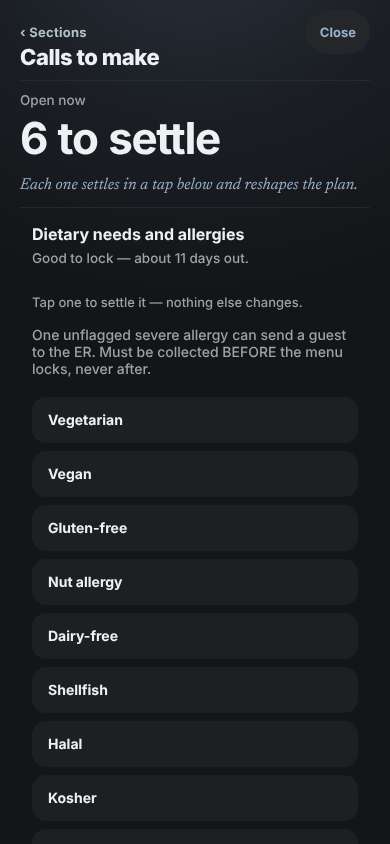 ‹ Sections
Close
Calls to make
Open now
6 to settle
Each one settles in a tap below and reshapes the plan.
Dietary needs and allergies
Good to lock — about 11 days out.
Tap one to settle it — nothing else changes.
One unflagged severe allergy can send a guest
to the ER. Must be collected BEFORE the menu
locks, never after.
Vegetarian
Vegan
Gluten-free
Nut allergy
Dairy-free
Shellfish
Halal
Kosher